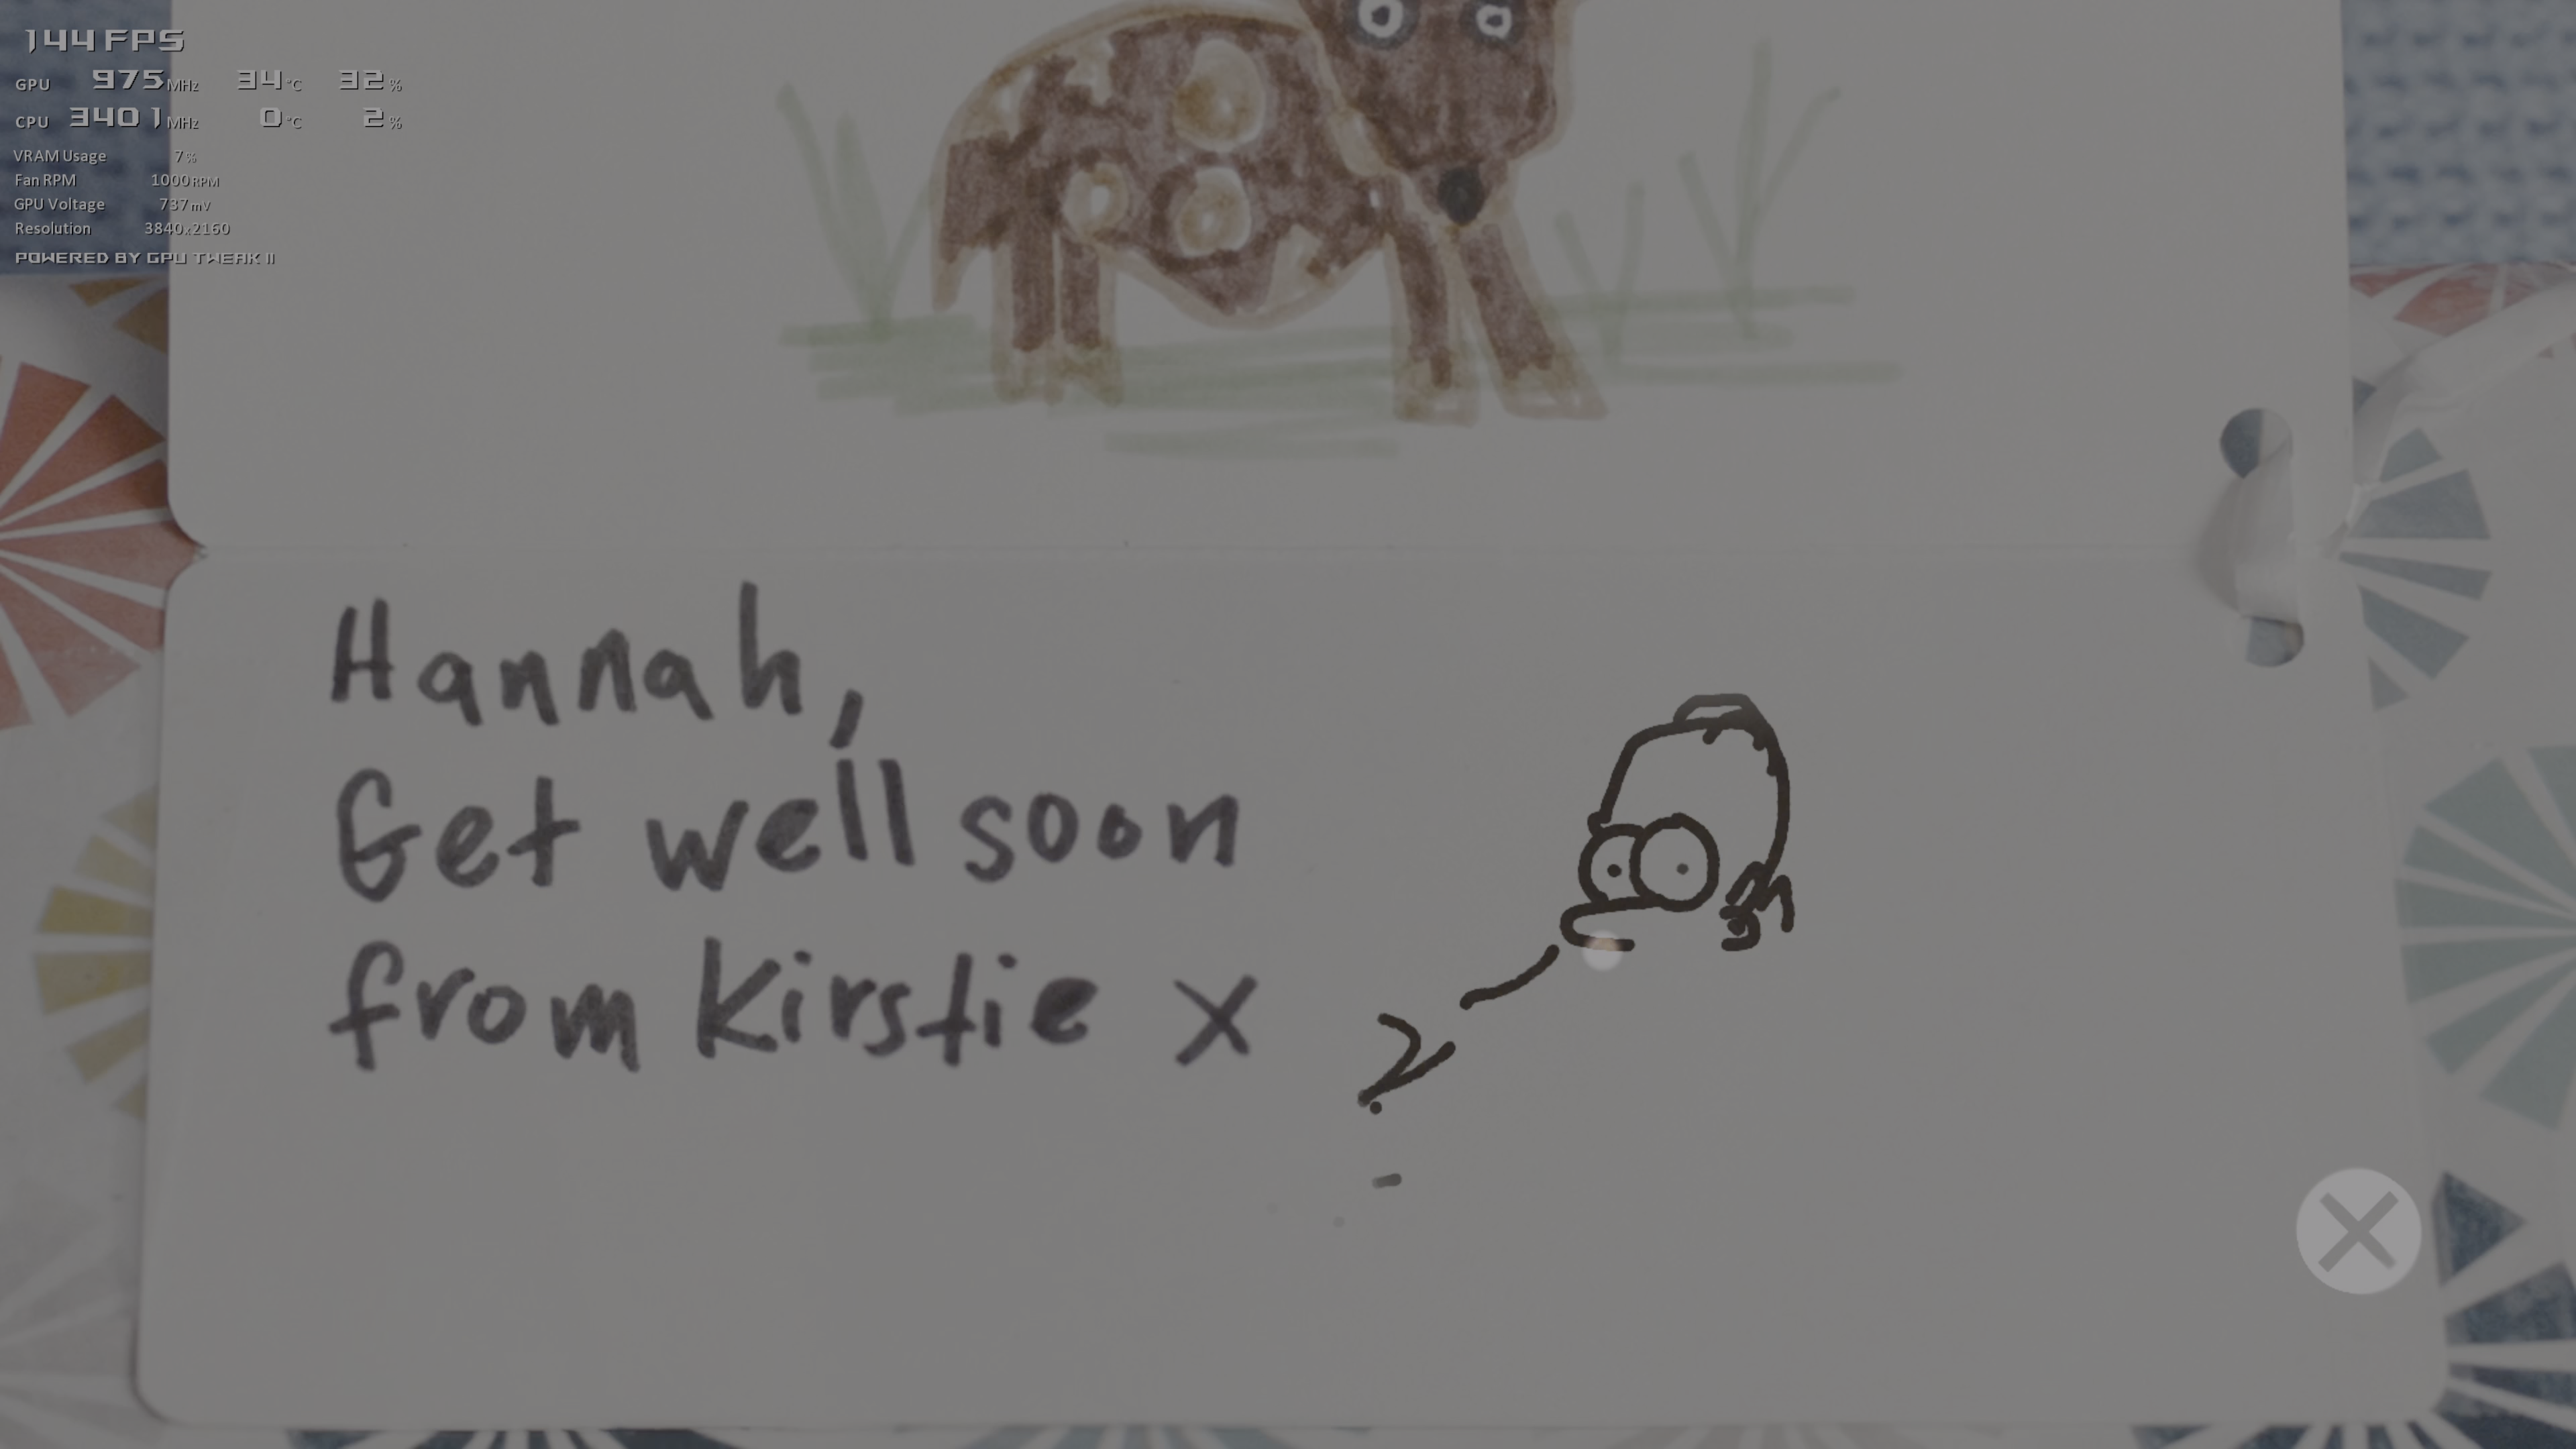 144 FPS
GPU 975 MHz 34 °C 32 %
CPU 3401 MHz 0 °C 2 %
VRAM Usage 7 %
Fan RPM 1000 RPM
GPU Voltage 737 mV
Resolution 3840x2160
POWERED BY GPU TWEAK II
Hannah,
Get well soon
from Kirstie x